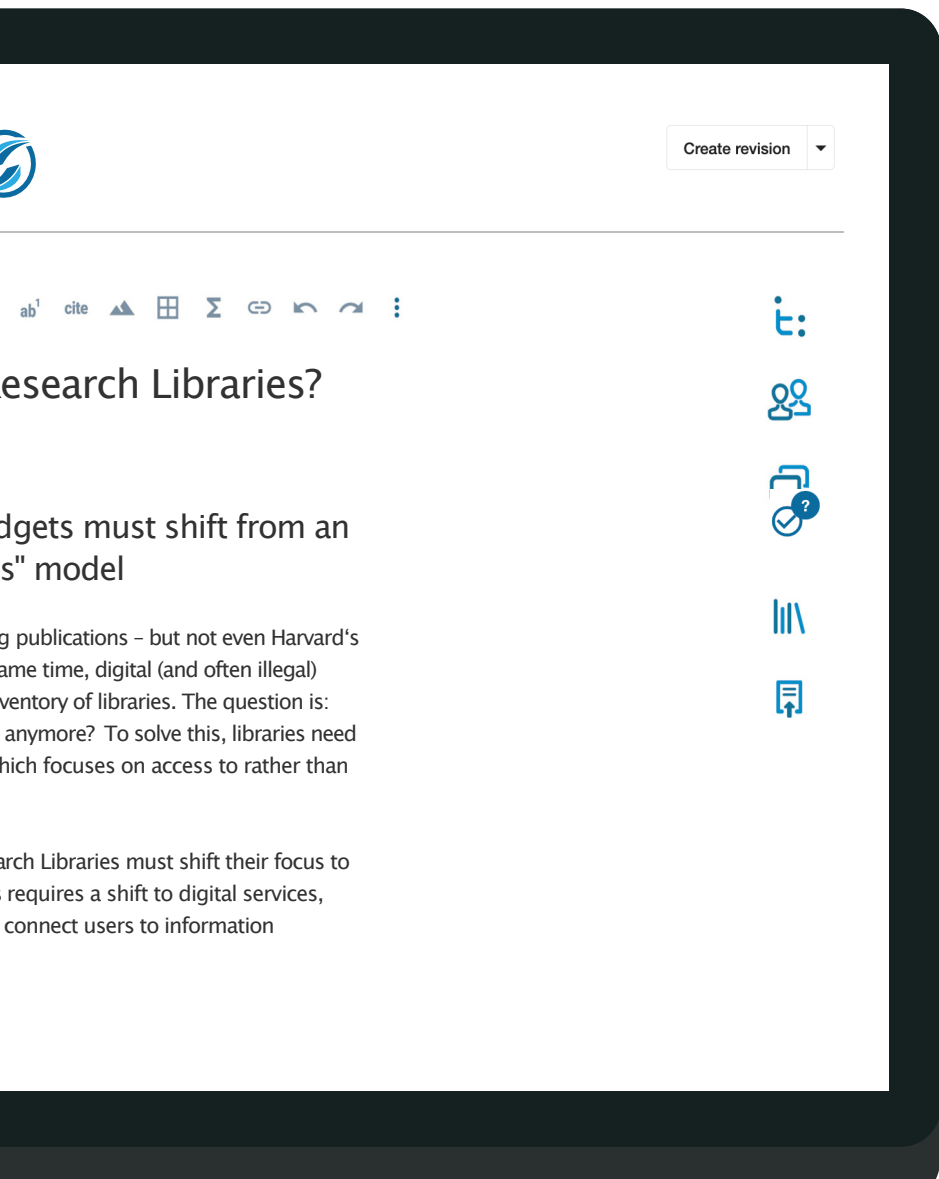 Create revision
ab¹ cite Σ
esearch Libraries?
dgets must shift from an
s" model
g publications – but not even Harvard‘s
ame time, digital (and often illegal)
ventory of libraries. The question is:
anymore? To solve this, libraries need
hich focuses on access to rather than
arch Libraries must shift their focus to
s requires a shift to digital services,
connect users to information
t:
?